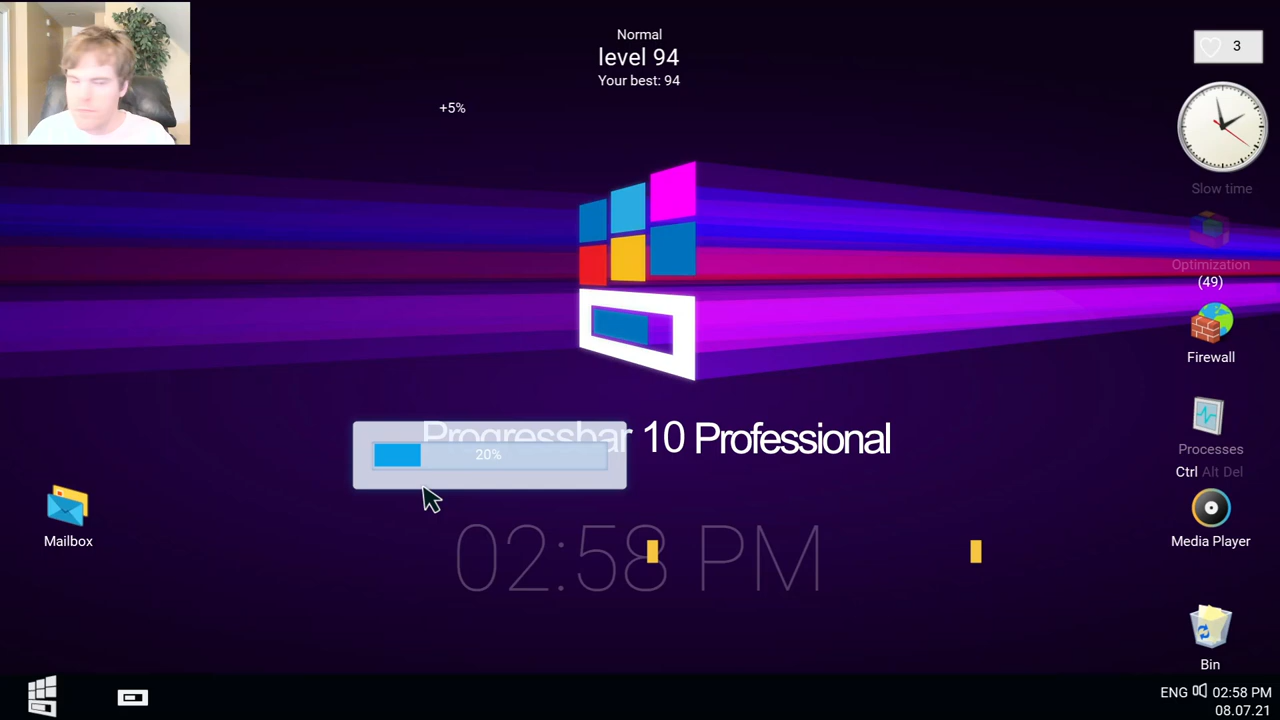 Normal
level 94
Your best: 94
3
+5%
Slow time
Optimization
(49)
Firewall
Progressbar 10 Professional
20%
Processes
Ctrl Alt Del
Mailbox
02:58 PM
Media Player
Bin
ENG 02:58 PM
08.07.21